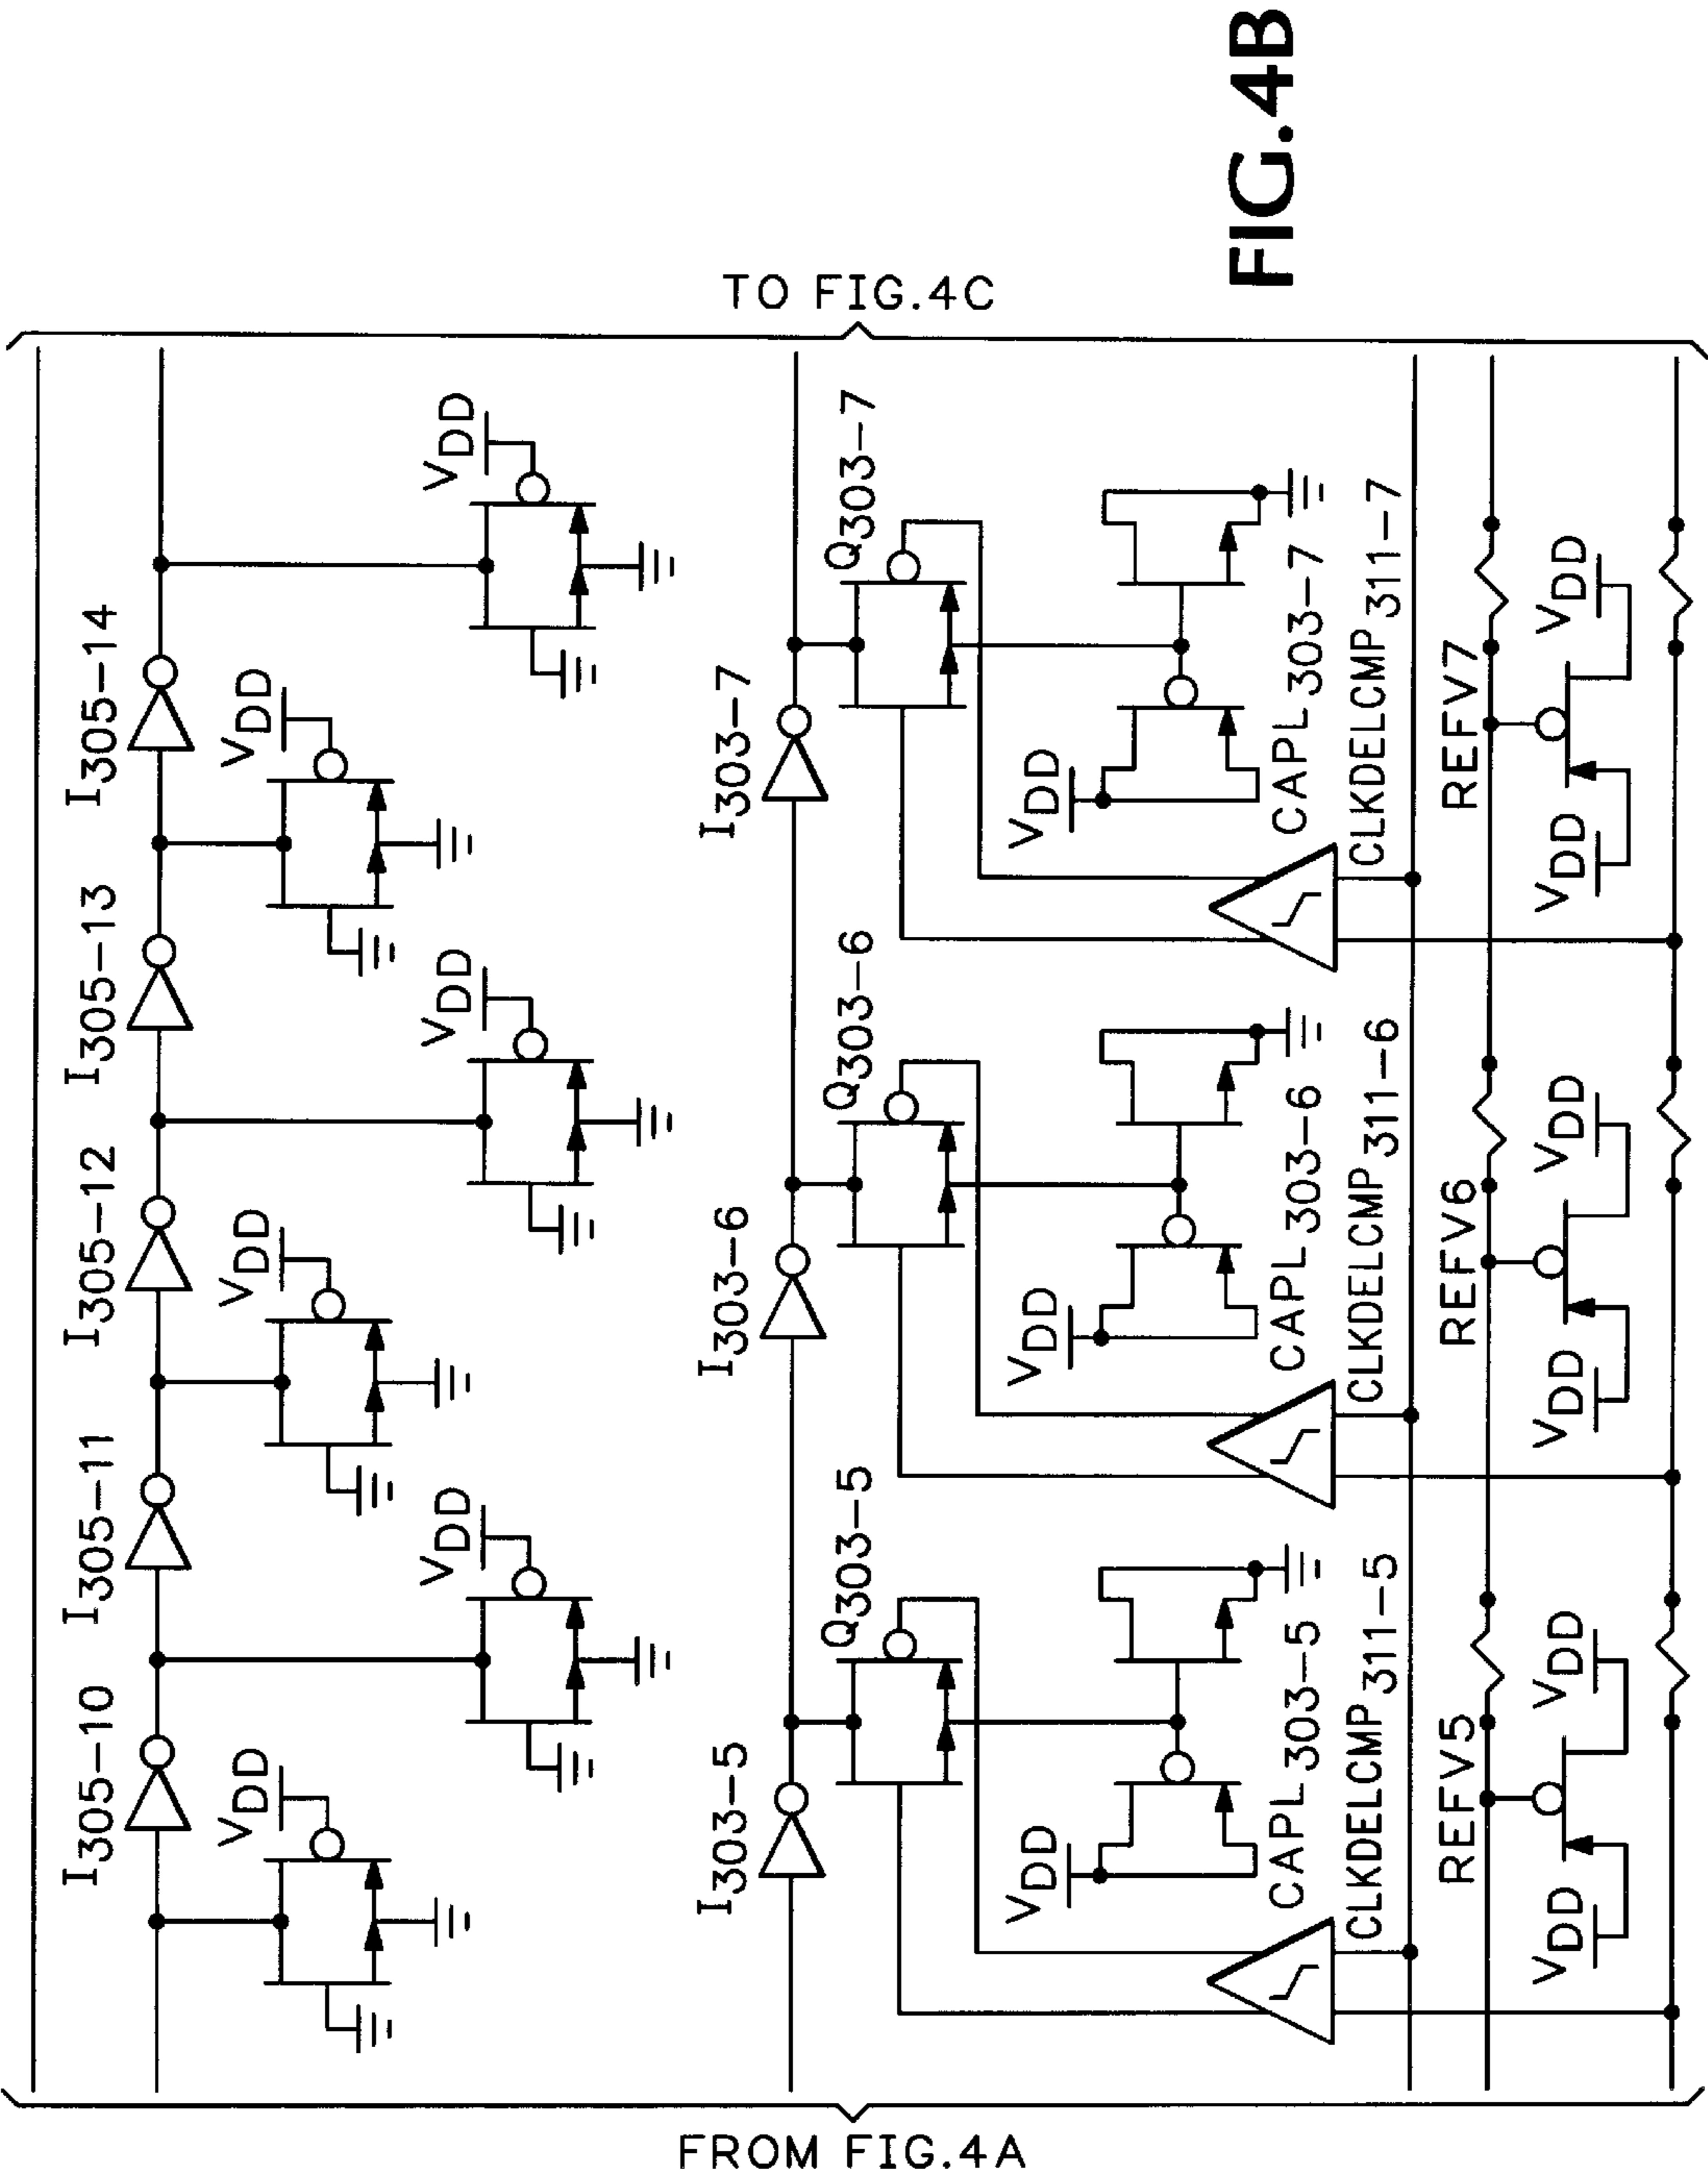 FROM FIG.4A
TO FIG.4C
I305-10
I305-11
I305-12
I305-13
I305-14
VDD
VDD
VDD
VDD
VDD
VDD
I303-5
I303-6
I303-7
Q303-5
Q303-6
Q303-7
VDD
VDD
VDD
CAPL303-5
CAPL303-6
CAPL303-7
CLKDELCMP311-5
CLKDELCMP311-6
CLKDELCMP311-7
REFV5
REFV6
REFV7
VDD
VDD
VDD
VDD
VDD
VDD
FIG.4B